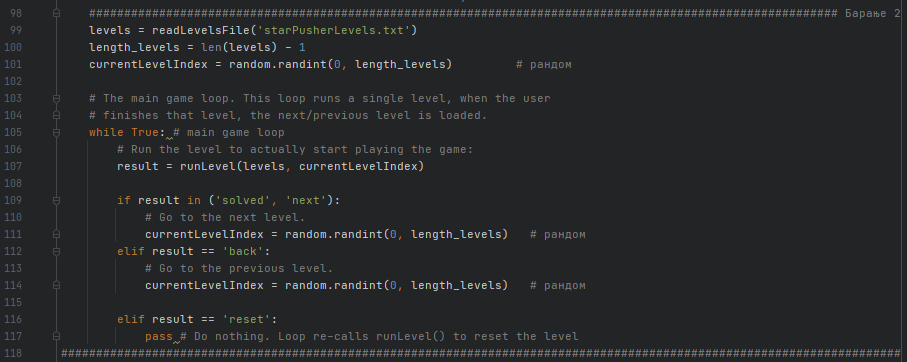 98 ########################################################################################################### Барање 2
99 levels = readLevelsFile('starPusherLevels.txt')
100 length_levels = len(levels) - 1
101 currentLevelIndex = random.randint(0, length_levels) # рандом
102
103 # The main game loop. This loop runs a single level, when the user
104 # finishes that level, the next/previous level is loaded.
105 while True: # main game loop
106 # Run the level to actually start playing the game:
107 result = runLevel(levels, currentLevelIndex)
108
109 if result in ('solved', 'next'):
110 # Go to the next level.
111 currentLevelIndex = random.randint(0, length_levels) # рандом
112 elif result == 'back':
113 # Go to the previous level.
114 currentLevelIndex = random.randint(0, length_levels) # рандом
115
116 elif result == 'reset':
117 pass # Do nothing. Loop re-calls runLevel() to reset the level
118 ########################################################################################################################